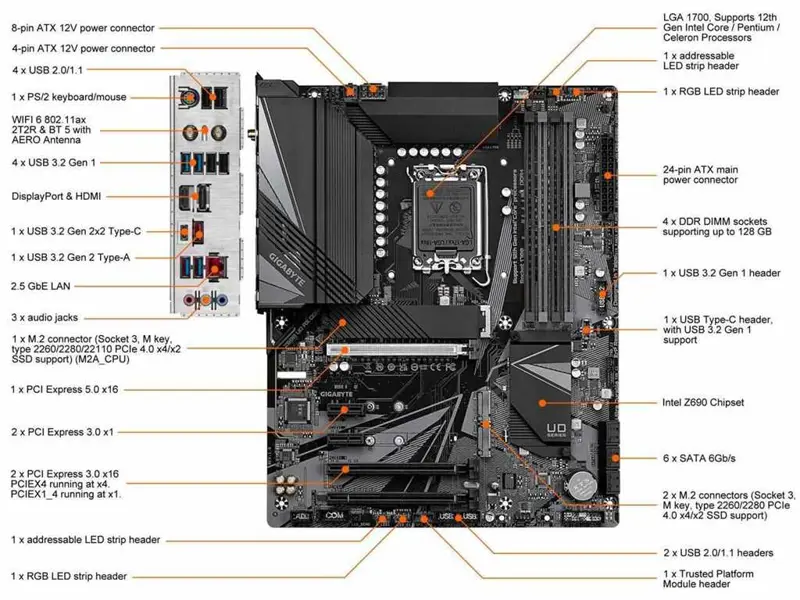 8-pin ATX 12V power connector
4-pin ATX 12V power connector
4 x USB 2.0/1.1
1 x PS/2 keyboard/mouse
WIFI 6 802.11ax
2T2R & BT 5 with
AERO Antenna
4 x USB 3.2 Gen 1
DisplayPort & HDMI
1 x USB 3.2 Gen 2x2 Type-C
1 x USB 3.2 Gen 2 Type-A
2.5 GbE LAN
3 x audio jacks
1 x M.2 connector (Socket 3, M key,
type 2260/2280/22110 PCIe 4.0 x4/x2
SSD support) (M2A_CPU)
1 x PCI Express 5.0 x16
2 x PCI Express 3.0 x1
2 x PCI Express 3.0 x16
PCIEX4 running at x4.
PCIEX1_4 running at x1.
1 x addressable LED strip header
1 x RGB LED strip header
GIGABYTE
GIGABYTE
UD
SERIES
COM
USB
USB
LGA 1700, Supports 12th
Gen Intel Core / Pentium /
Celeron Processors
1 x addressable
LED strip header
1 x RGB LED strip header
24-pin ATX main
power connector
4 x DDR DIMM sockets
supporting up to 128 GB
1 x USB 3.2 Gen 1 header
1 x USB Type-C header,
with USB 3.2 Gen 1
support
Intel Z690 Chipset
6 x SATA 6Gb/s
2 x M.2 connectors (Socket 3,
M key, type 2260/2280 PCIe
4.0 x4/x2 SSD support)
2 x USB 2.0/1.1 headers
1 x Trusted Platform
Module header